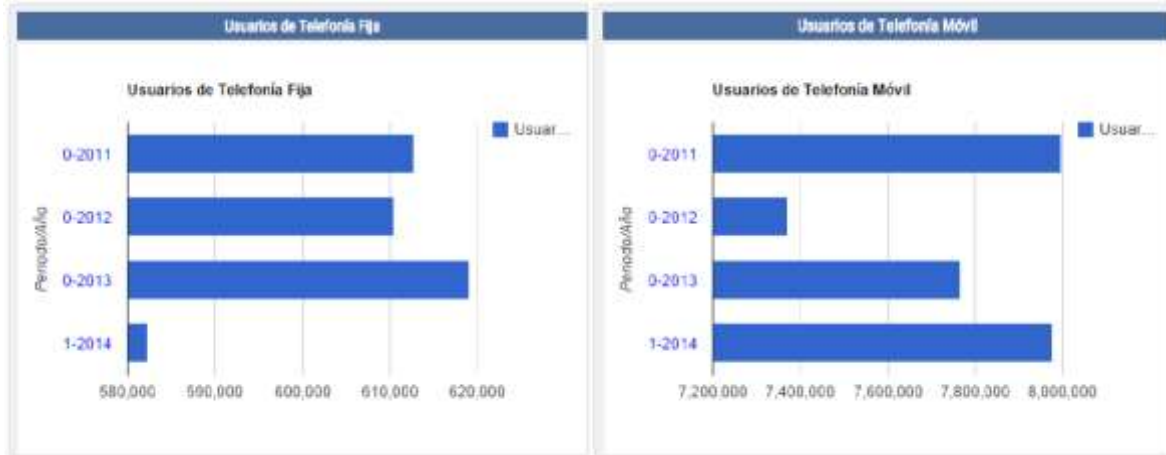 Usuarios de Telefonía Fija
Usuarios de Telefonía Fija
Usuar...
0-2011
0-2012
0-2013
1-2014
Periodo/Año
580,000 590,000 600,000 610,000 620,000
Usuarios de Telefonía Móvil
Usuarios de Telefonía Móvil
Usuar...
0-2011
0-2012
0-2013
1-2014
Periodo/Año
7,200,000 7,400,000 7,600,000 7,800,000 8,000,000